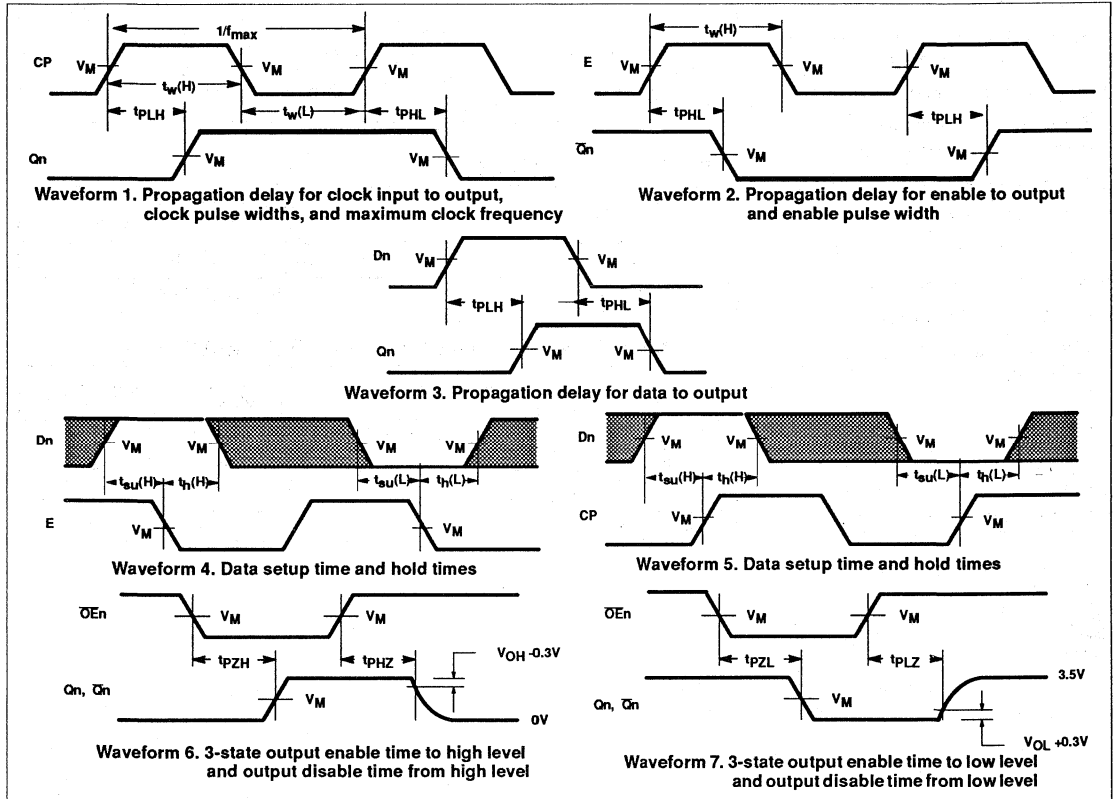 1/fmax
CP
VM
VM
VM
tw(H)
tw(L)
tPLH
tPHL
Qn
VM
VM
Waveform 1. Propagation delay for clock input to output,
clock pulse widths, and maximum clock frequency
tw(H)
E
VM
VM
VM
tPHL
tPLH
Q̅n
VM
VM
Waveform 2. Propagation delay for enable to output
and enable pulse width
Dn
VM
VM
tPLH
tPHL
Qn
VM
VM
Waveform 3. Propagation delay for data to output
Dn
VM
VM
VM
VM
tsu(H)
th(H)
tsu(L)
th(L)
E
VM
VM
Waveform 4. Data setup time and hold times
Dn
VM
VM
VM
VM
tsu(H)
th(H)
tsu(L)
th(L)
CP
VM
VM
Waveform 5. Data setup time and hold times
O̅E̅n
VM
VM
tPZH
tPHZ
VOH -0.3V
Qn, Q̅n
VM
0V
Waveform 6. 3-state output enable time to high level
and output disable time from high level
O̅E̅n
VM
VM
tPZL
tPLZ
3.5V
Qn, Q̅n
VM
VOL +0.3V
Waveform 7. 3-state output enable time to low level
and output disable time from low level